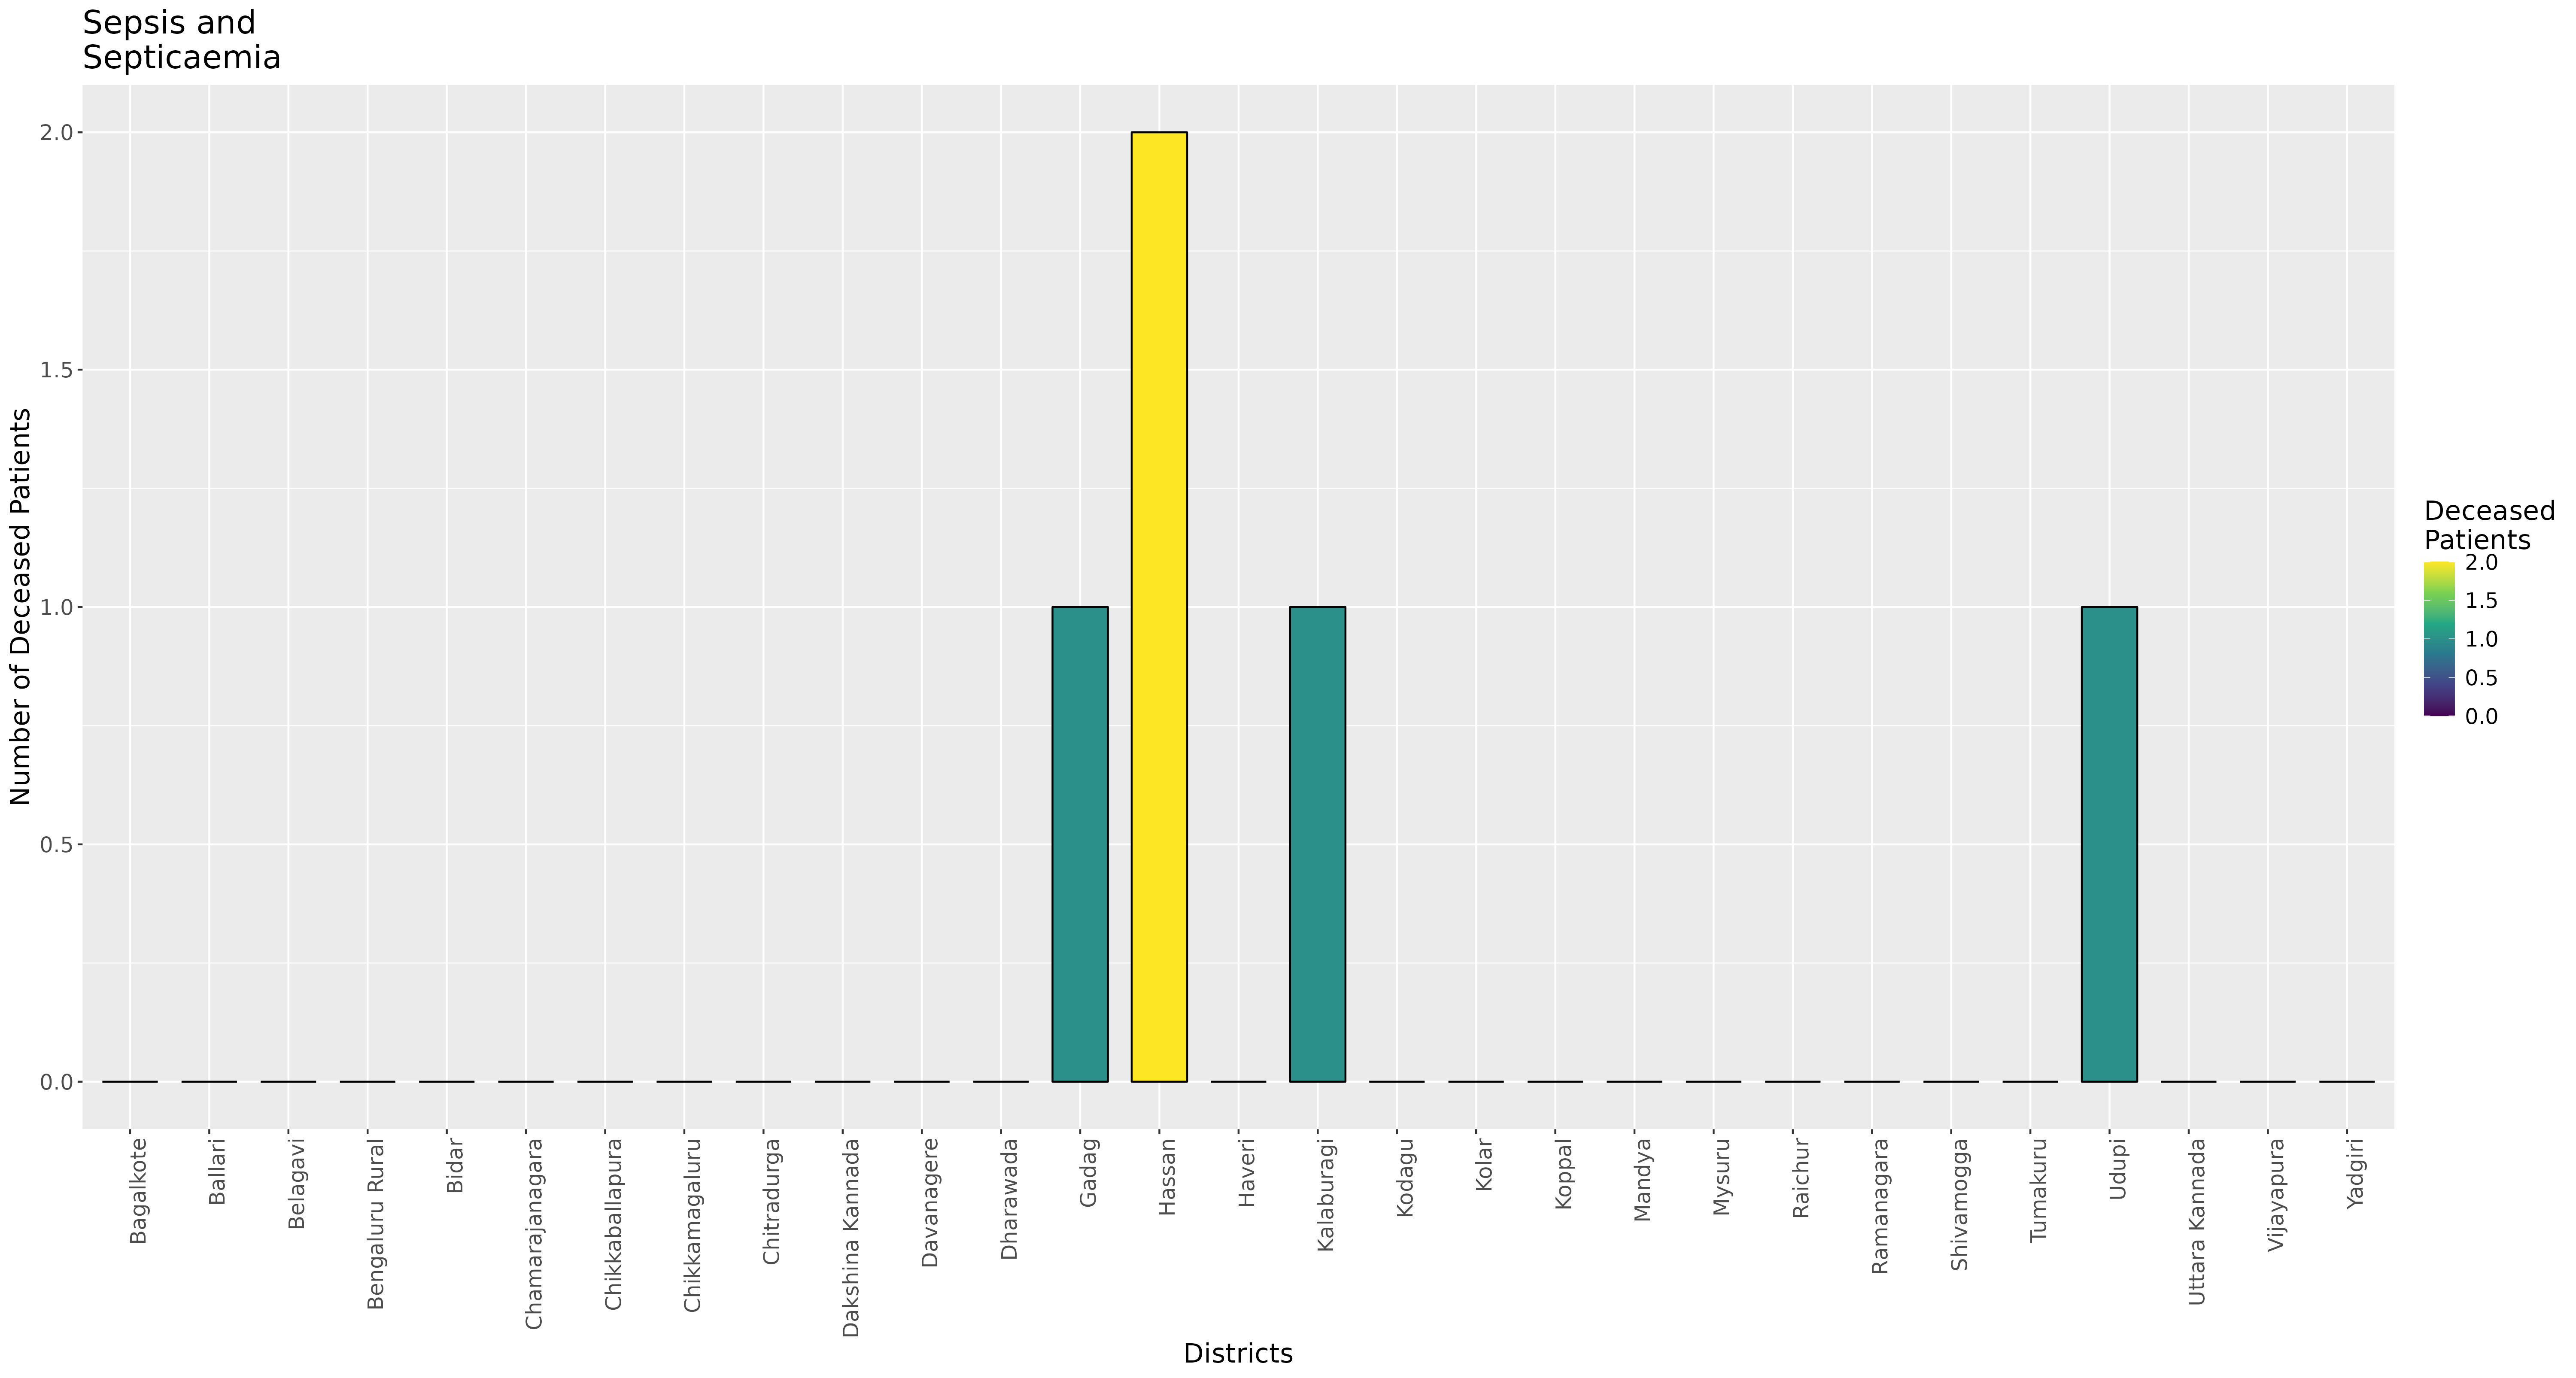 Sepsis and
Septicaemia
Number of Deceased Patients
2.0
1.5
1.0
0.5
0.0
Bagalkote
Ballari
Belagavi
Bengaluru Rural
Bidar
Chamarajanagara
Chikkaballapura
Chikkamagaluru
Chitradurga
Dakshina Kannada
Davanagere
Dharawada
Gadag
Hassan
Haveri
Kalaburagi
Kodagu
Kolar
Koppal
Mandya
Mysuru
Raichur
Ramanagara
Shivamogga
Tumakuru
Udupi
Uttara Kannada
Vijayapura
Yadgiri
Districts
Deceased
Patients
2.0
1.5
1.0
0.5
0.0